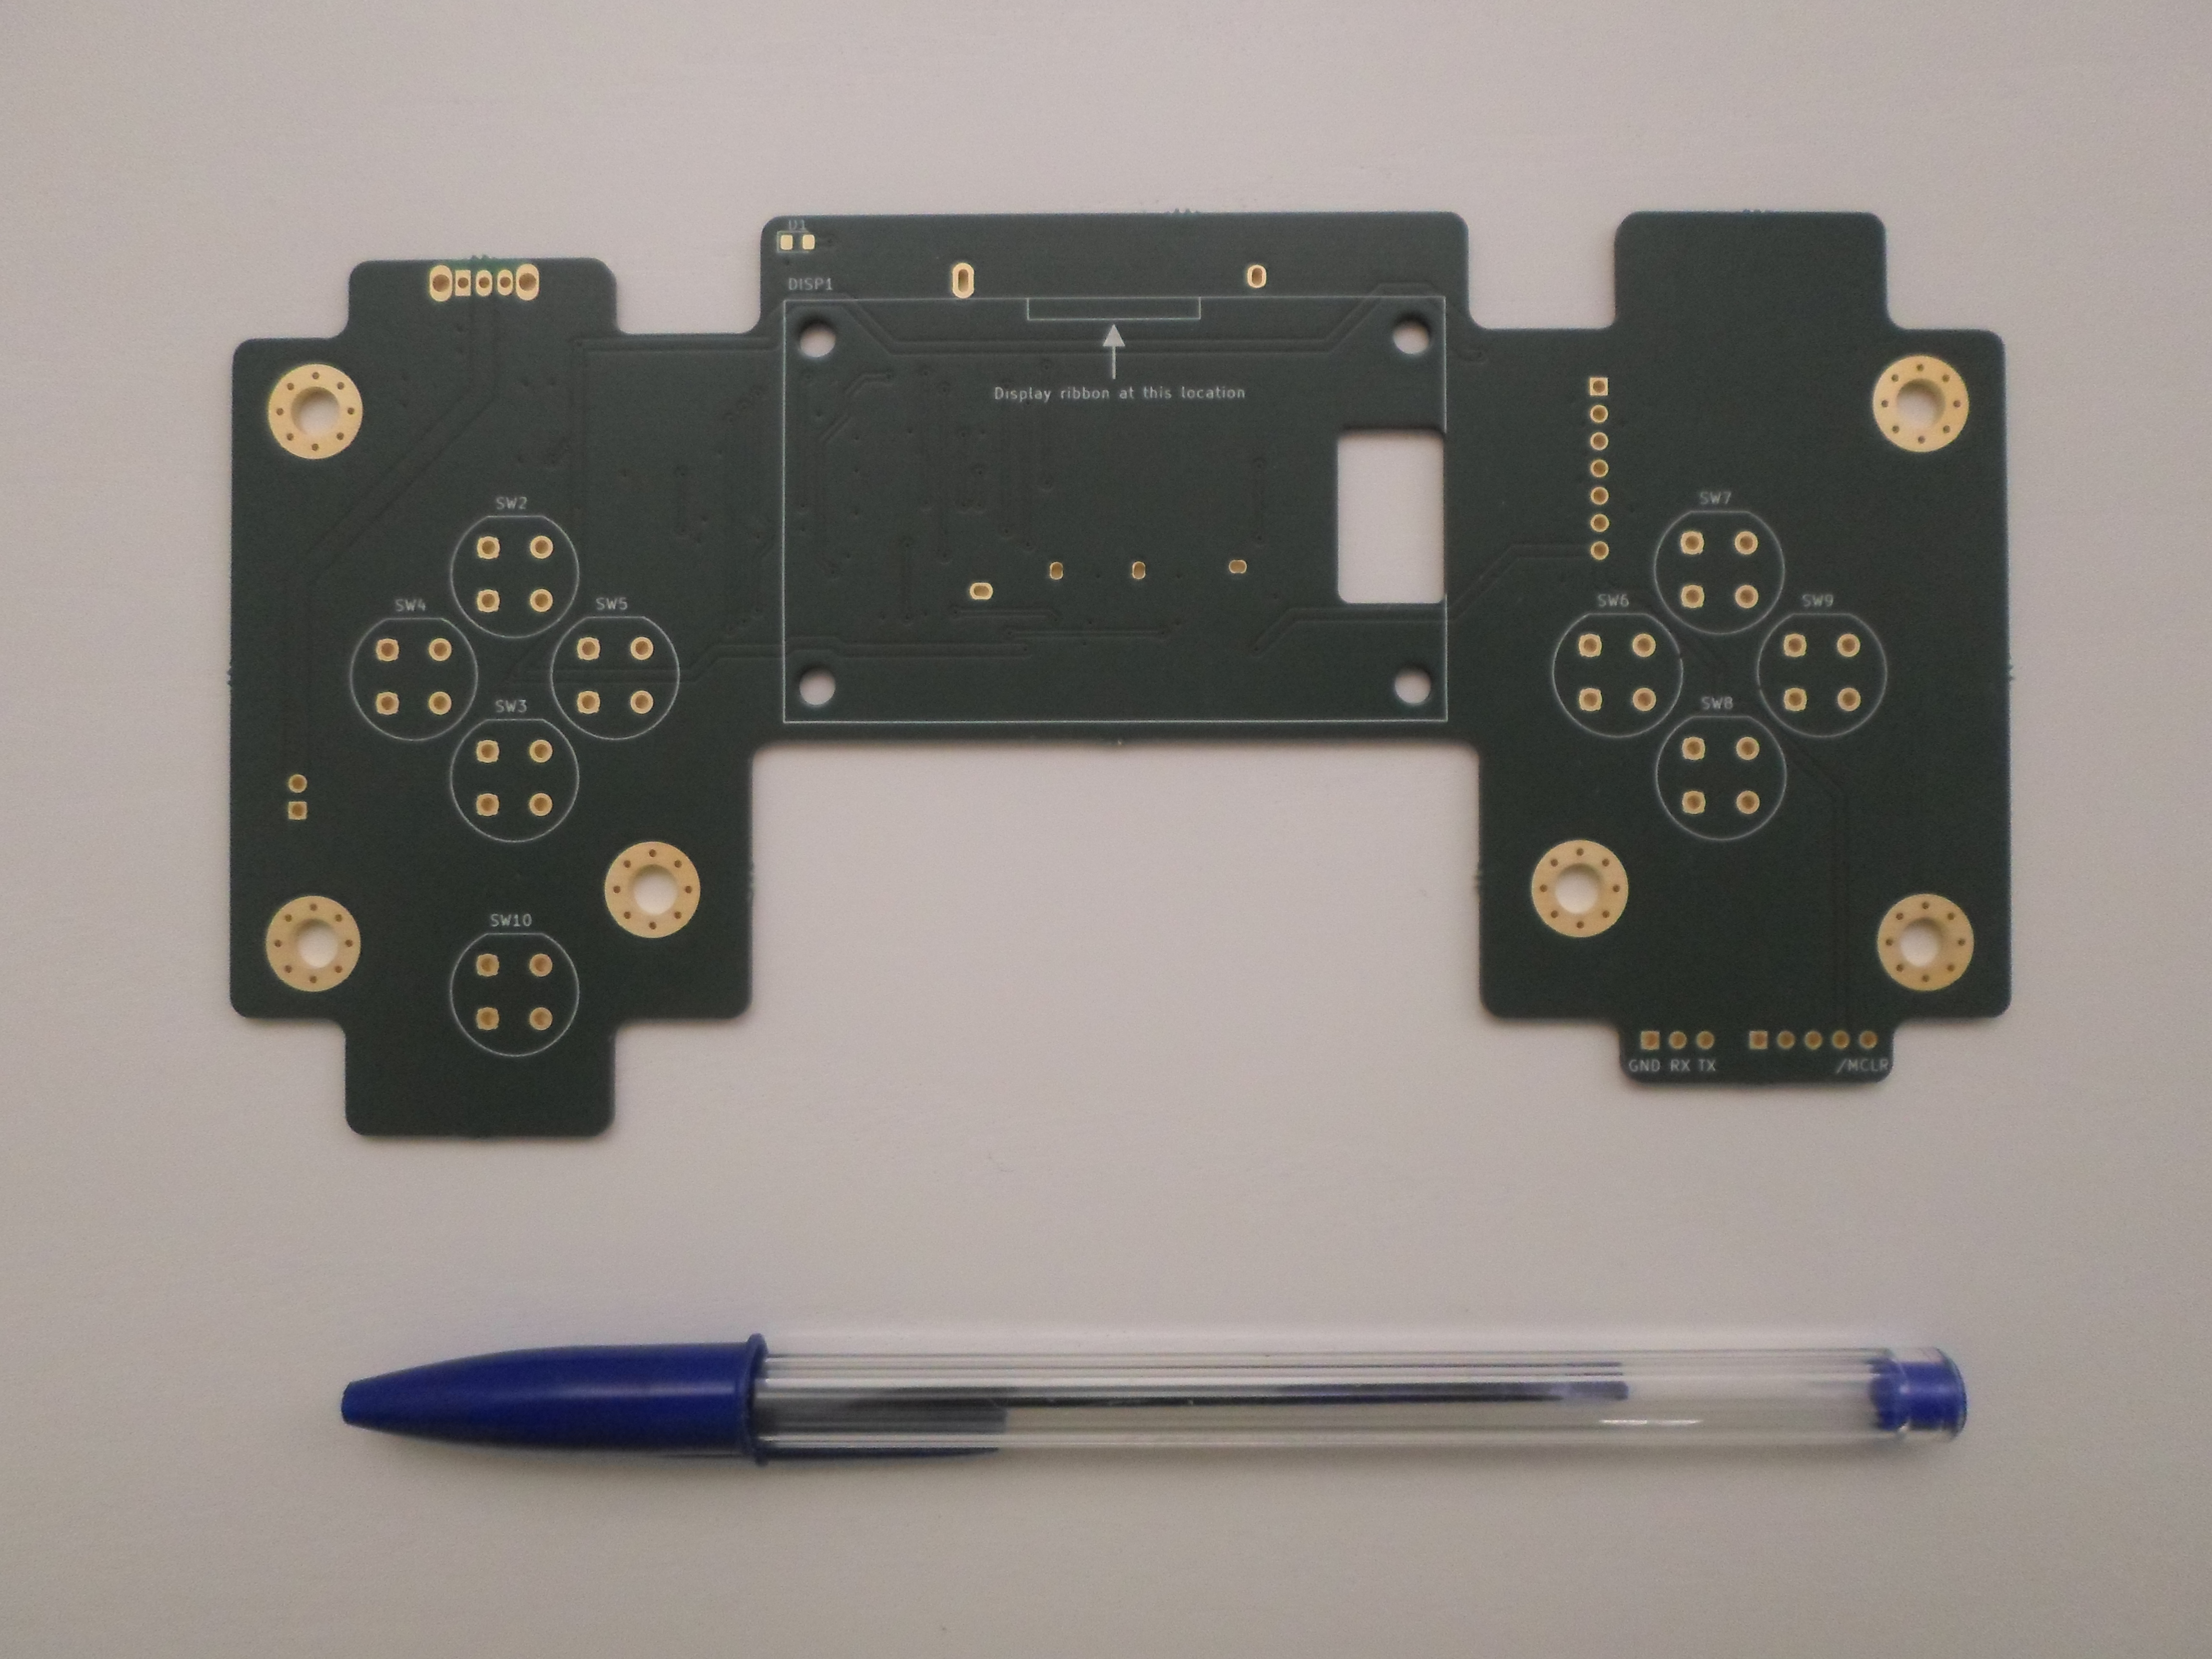 D1
DISP1
Display ribbon at this location
SW2
SW7
SW4
SW5
SW6
SW9
SW3
SW8
SW10
GND RX TX
/MCLR